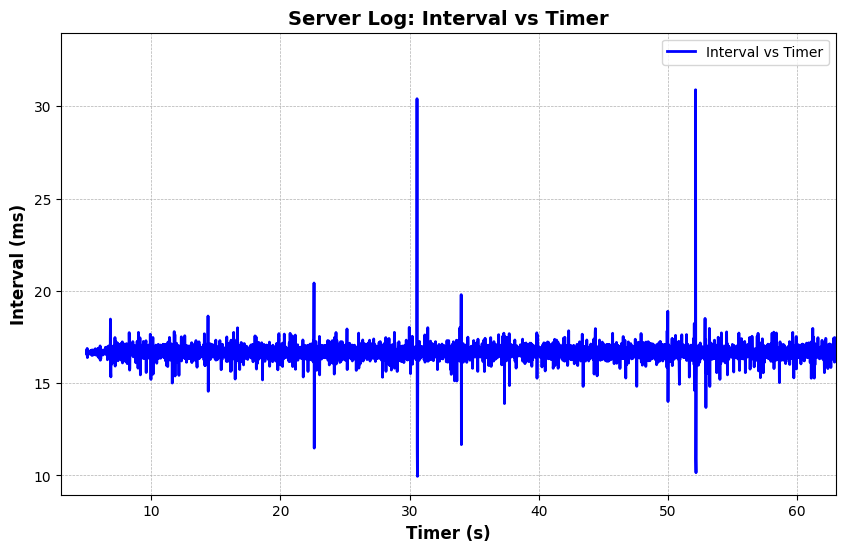 Server Log: Interval vs Timer
Interval vs Timer
Interval (ms)
30
25
20
15
10
10 20 30 40 50 60
Timer (s)